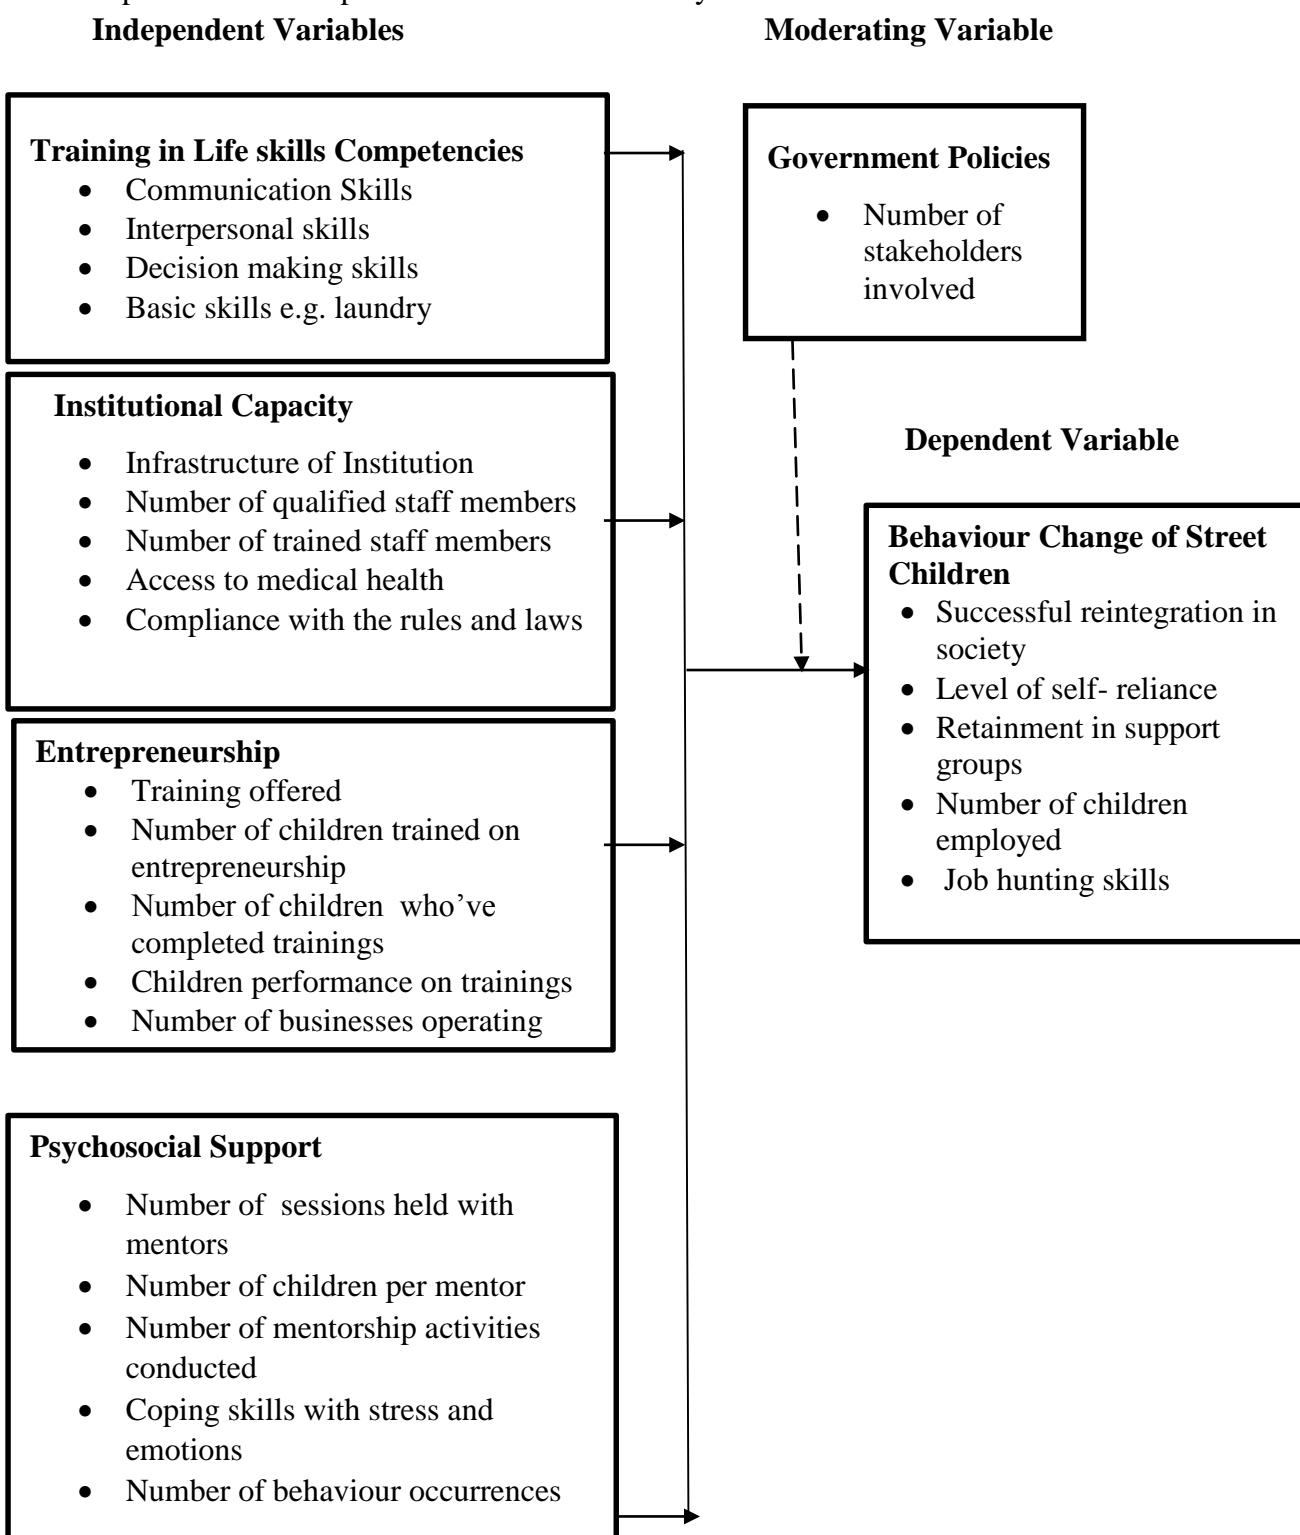 Independent Variables
Moderating Variable
Training in Life skills Competencies
• Communication Skills
• Interpersonal skills
• Decision making skills
• Basic skills e.g. laundry
Government Policies
• Number of
stakeholders
involved
Institutional Capacity
• Infrastructure of Institution
• Number of qualified staff members
• Number of trained staff members
• Access to medical health
• Compliance with the rules and laws
Dependent Variable
Behaviour Change of Street
Children
• Successful reintegration in
society
• Level of self- reliance
• Retainment in support
groups
• Number of children
employed
• Job hunting skills
Entrepreneurship
• Training offered
• Number of children trained on
entrepreneurship
• Number of children who’ve
completed trainings
• Children performance on trainings
• Number of businesses operating
Psychosocial Support
• Number of sessions held with
mentors
• Number of children per mentor
• Number of mentorship activities
conducted
• Coping skills with stress and
emotions
• Number of behaviour occurrences